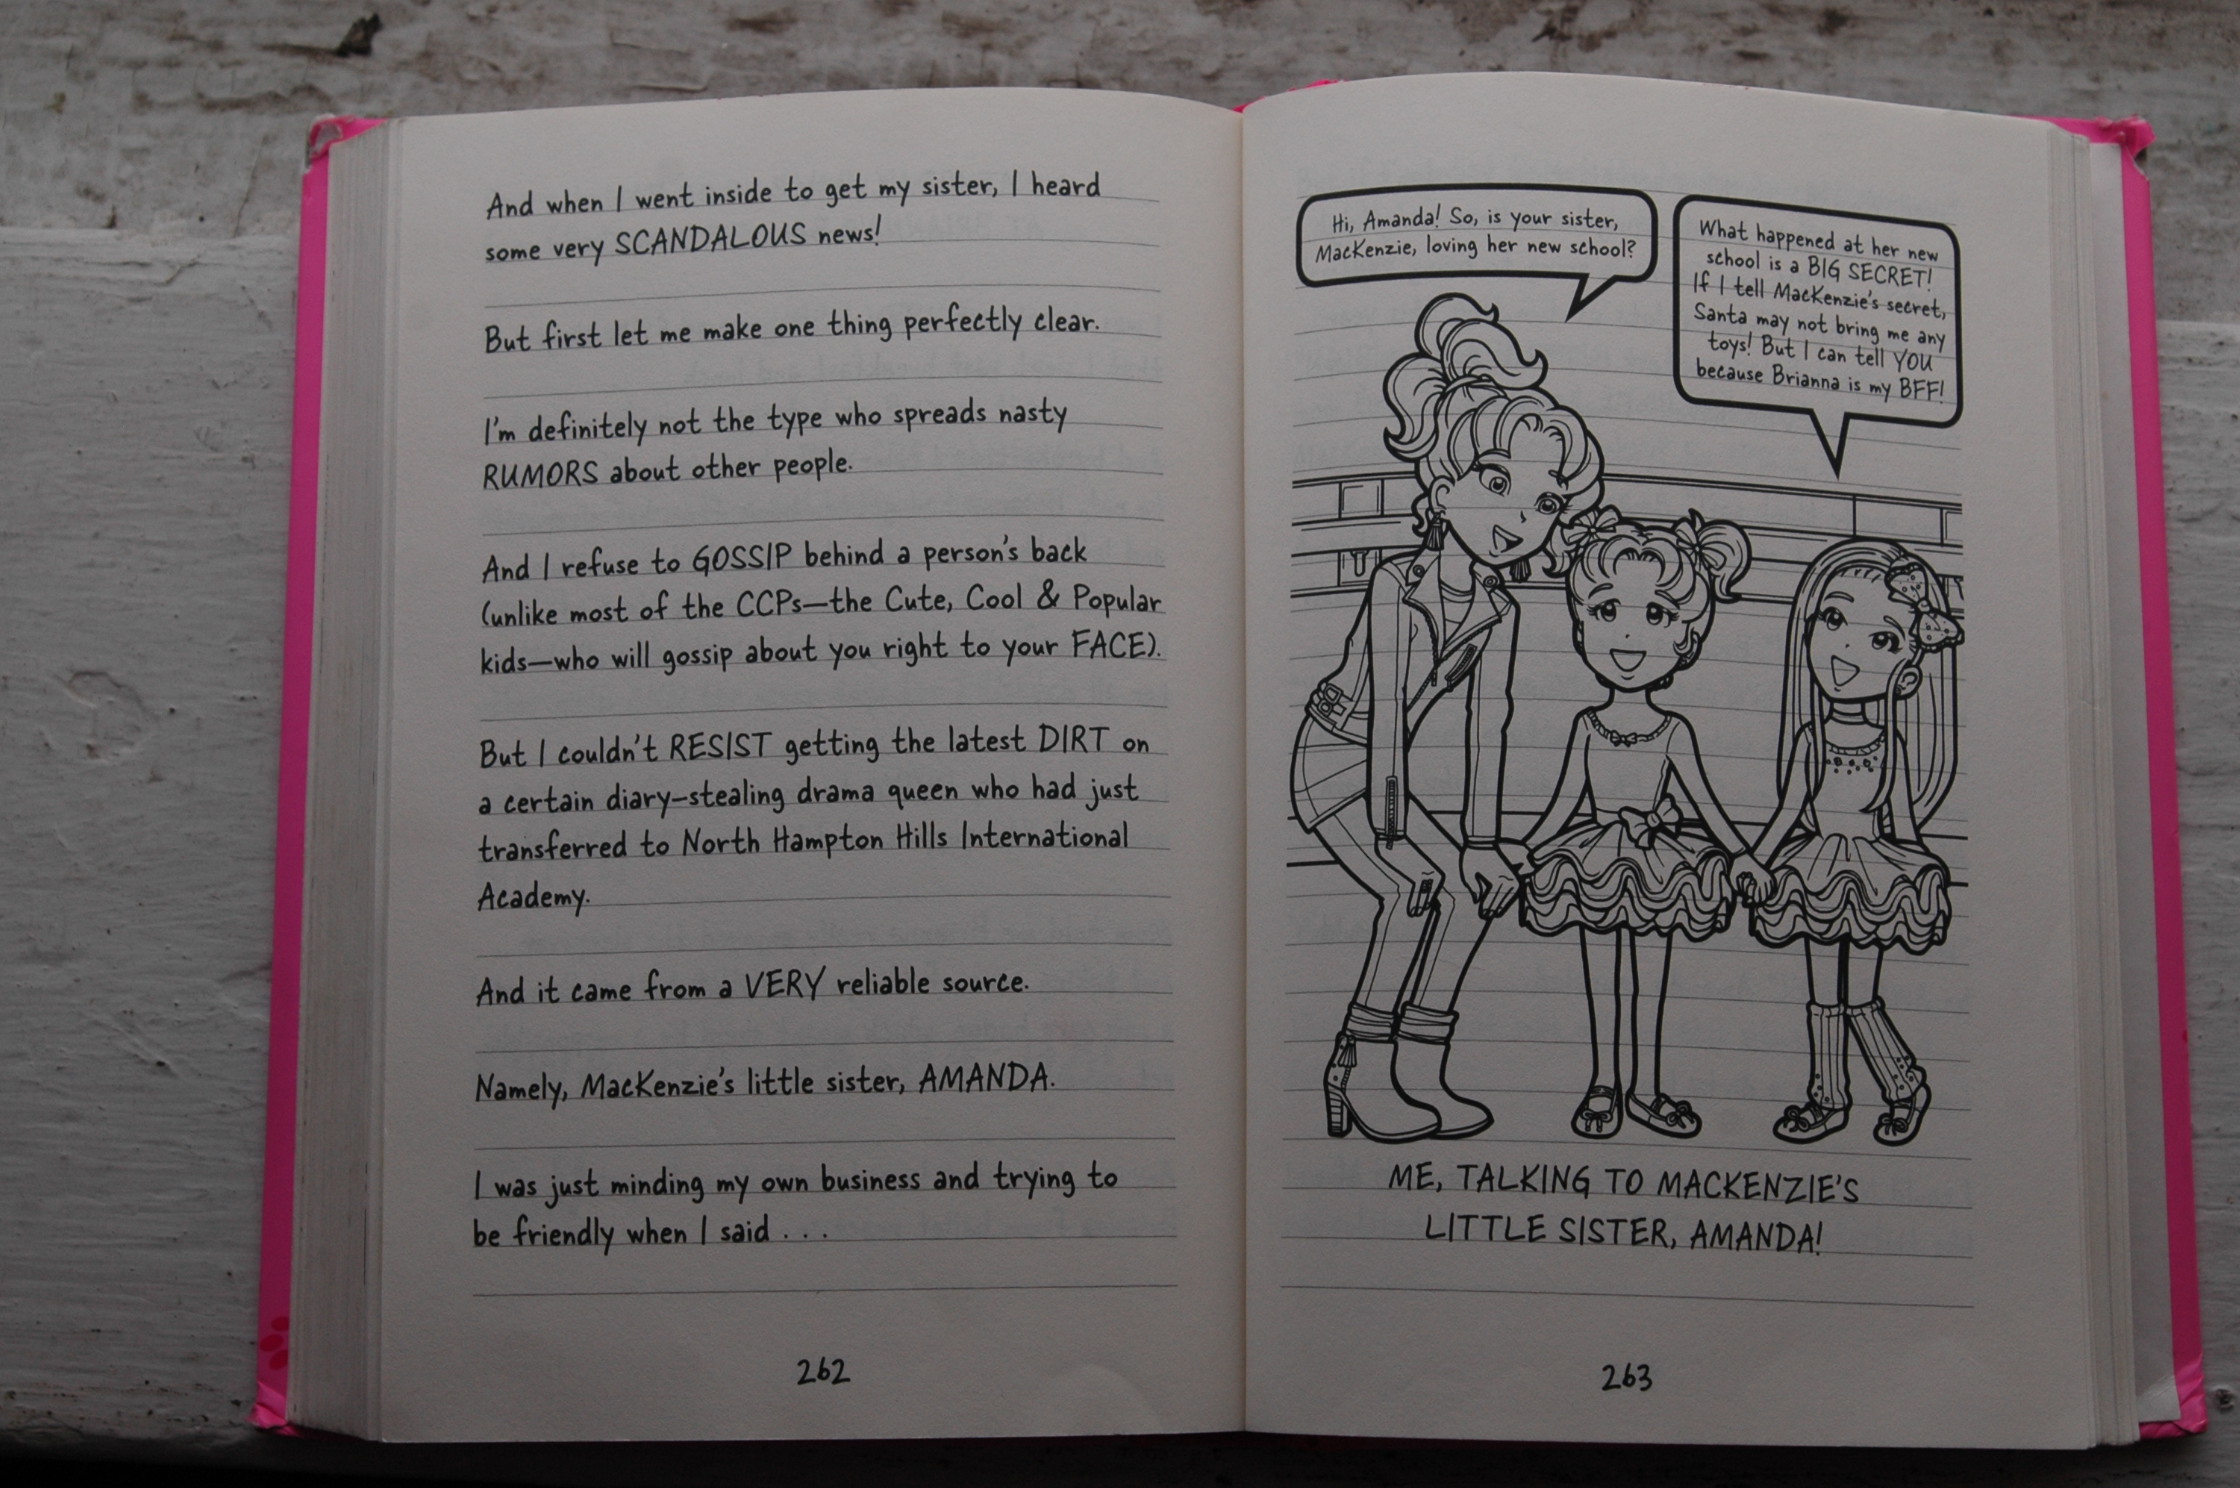 And when I went inside to get my sister, I heard
some very SCANDALOUS news!
But first let me make one thing perfectly clear.
I'm definitely not the type who spreads nasty
RUMORS about other people.
And I refuse to GOSSIP behind a person's back
(unlike most of the CCPs—the Cute, Cool & Popular
kids—who will gossip about you right to your FACE).
But I couldn't RESIST getting the latest DIRT on
a certain diary-stealing drama queen who had just
transferred to North Hampton Hills International
Academy.
And it came from a VERY reliable source.
Namely, MacKenzie's little sister, AMANDA.
I was just minding my own business and trying to
be friendly when I said . . .
262
Hi, Amanda! So, is your sister,
MacKenzie, loving her new school?
What happened at her new
school is a BIG SECRET!
If I tell MacKenzie's secret,
Santa may not bring me any
toys! But I can tell YOU
because Brianna is my BFF!
ME, TALKING TO MACKENZIE'S
LITTLE SISTER, AMANDA!
263